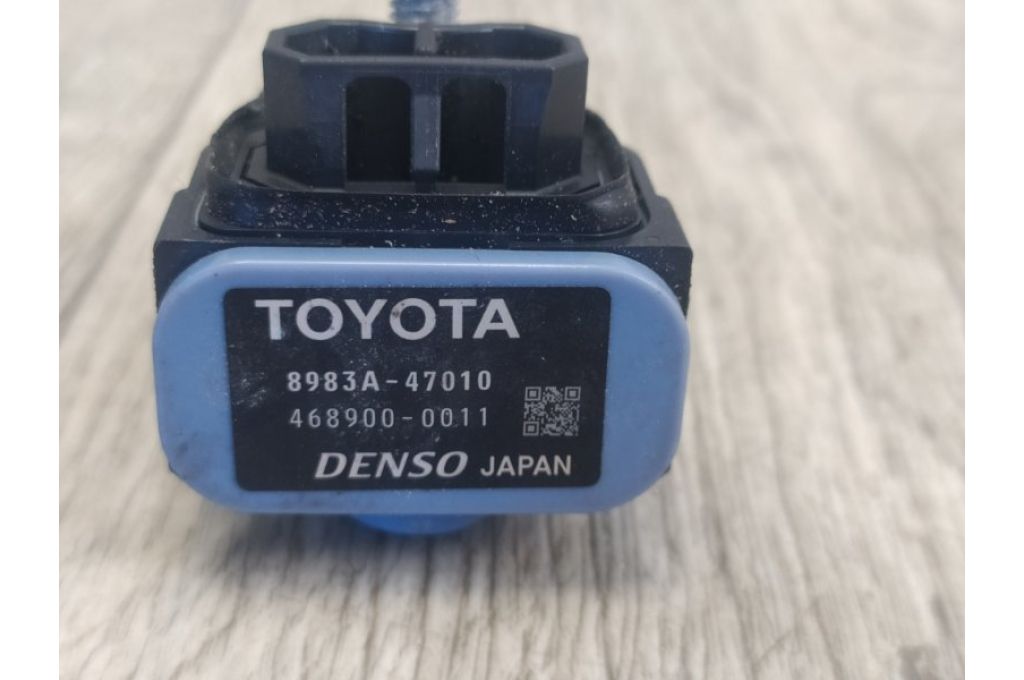 TOYOTA
8983A-47010
468900-0011
DENSO JAPAN